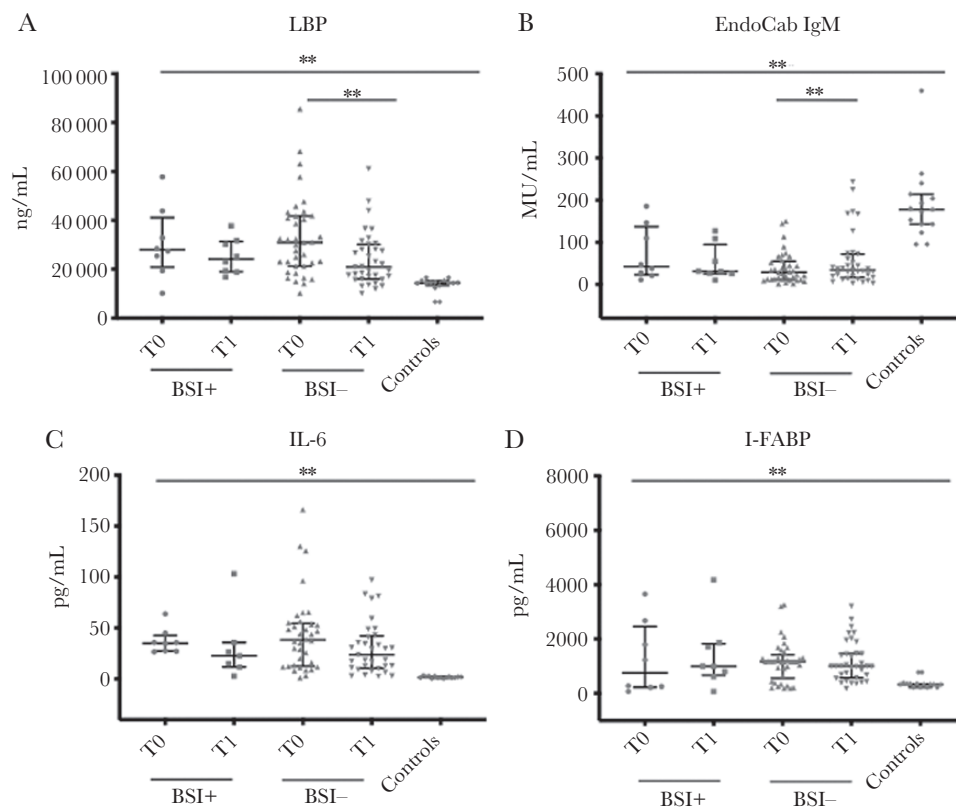 A
LBP
**
**
100 000
80 000
60 000
40 000
20 000
0
ng/mL
T0
T1
T0
T1
Controls
BSI+
BSI–
B
EndoCab IgM
**
**
500
400
300
200
100
0
MU/mL
T0
T1
T0
T1
Controls
BSI+
BSI–
C
IL-6
**
200
150
100
50
0
pg/mL
T0
T1
T0
T1
Controls
BSI+
BSI–
D
I-FABP
**
8000
6000
4000
2000
0
pg/mL
T0
T1
T0
T1
Controls
BSI+
BSI–